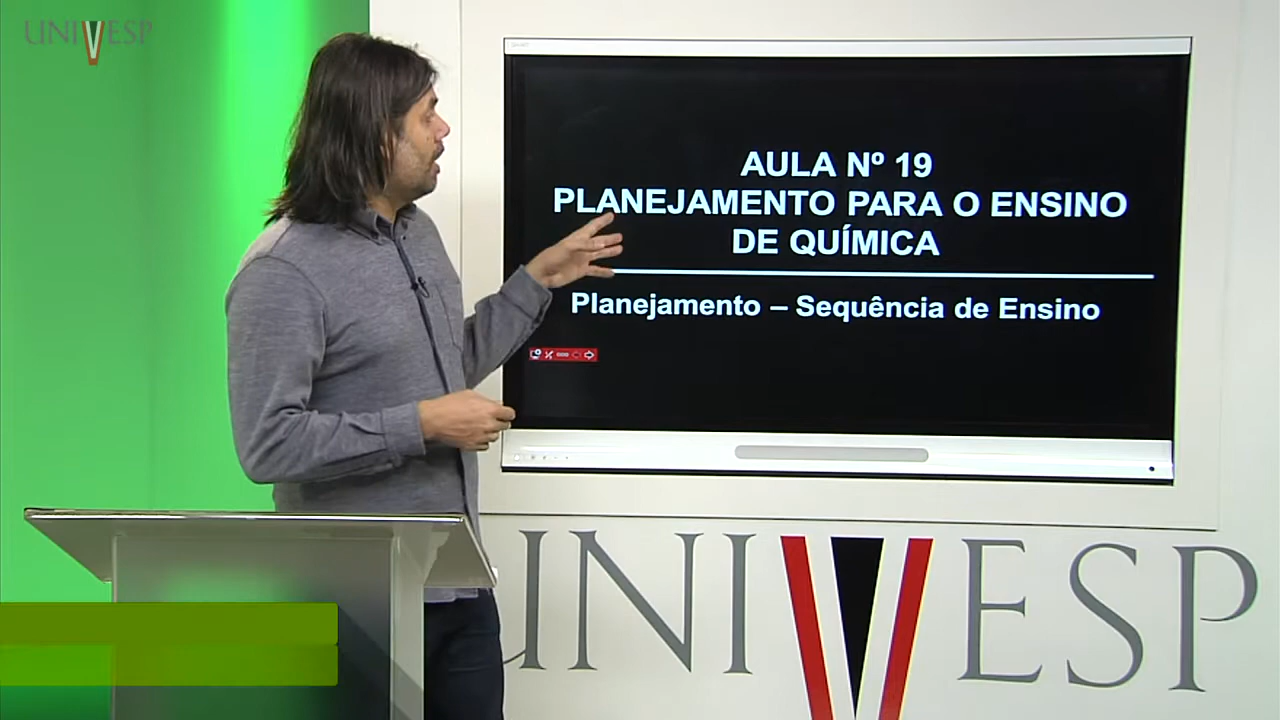 UNIVESP
AULA Nº 19
PLANEJAMENTO PARA O ENSINO
DE QUÍMICA
Planejamento – Sequência de Ensino
UNIVESP